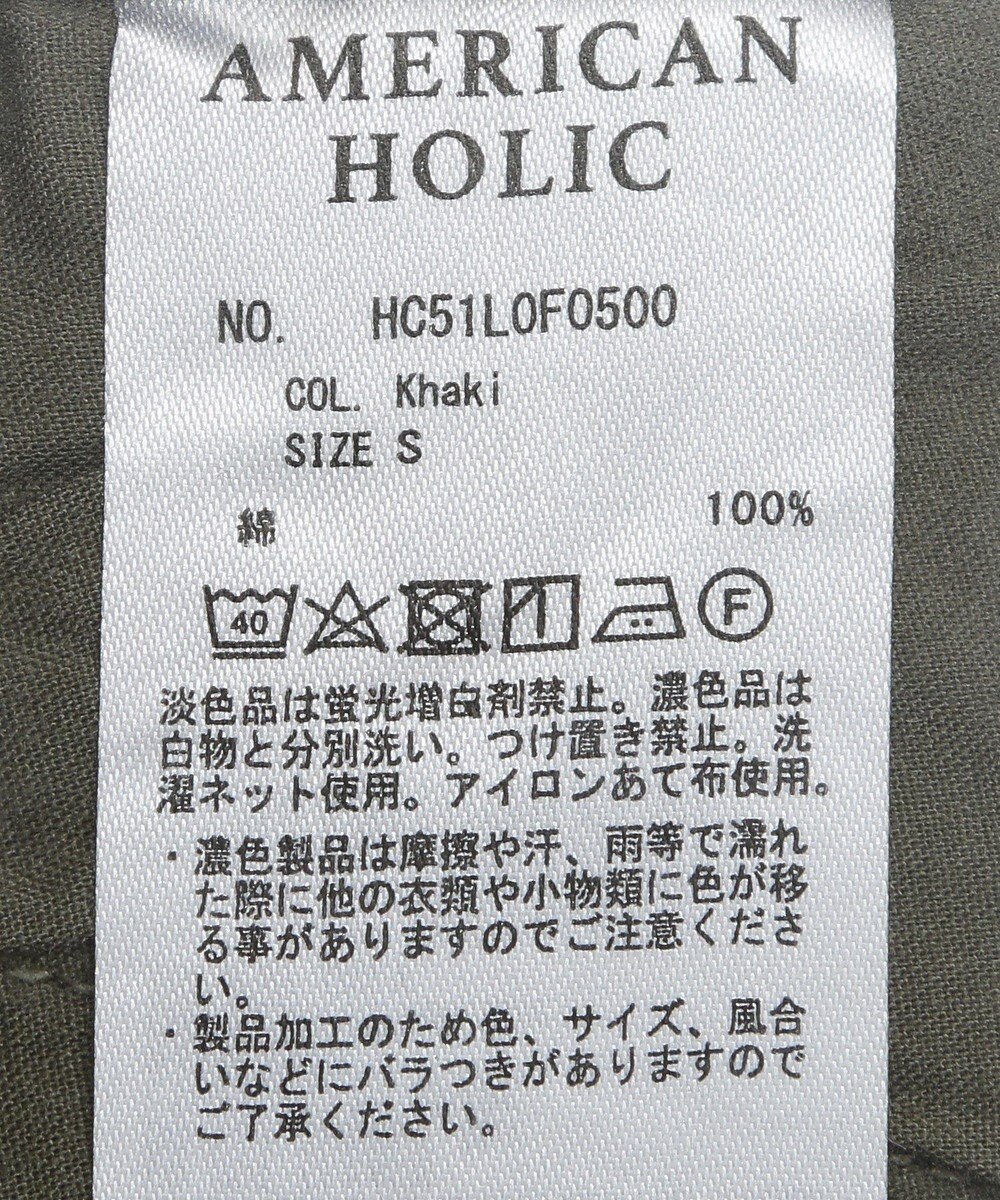 AMERICAN
HOLIC
NO. HC51L0F0500
COL. Khaki
SIZE S
綿 100%
40 F
淡色品は蛍光増白剤禁止。濃色品は
白物と分別洗い。つけ置き禁止。洗
濯ネット使用。アイロンあて布使用。
・濃色製品は摩擦や汗、雨等で濡れ
た際に他の衣類や小物類に色が移
る事がありますのでご注意くださ
い。
・製品加工のため色、サイズ、風合
いなどにバラつきがありますので
ご了承ください。